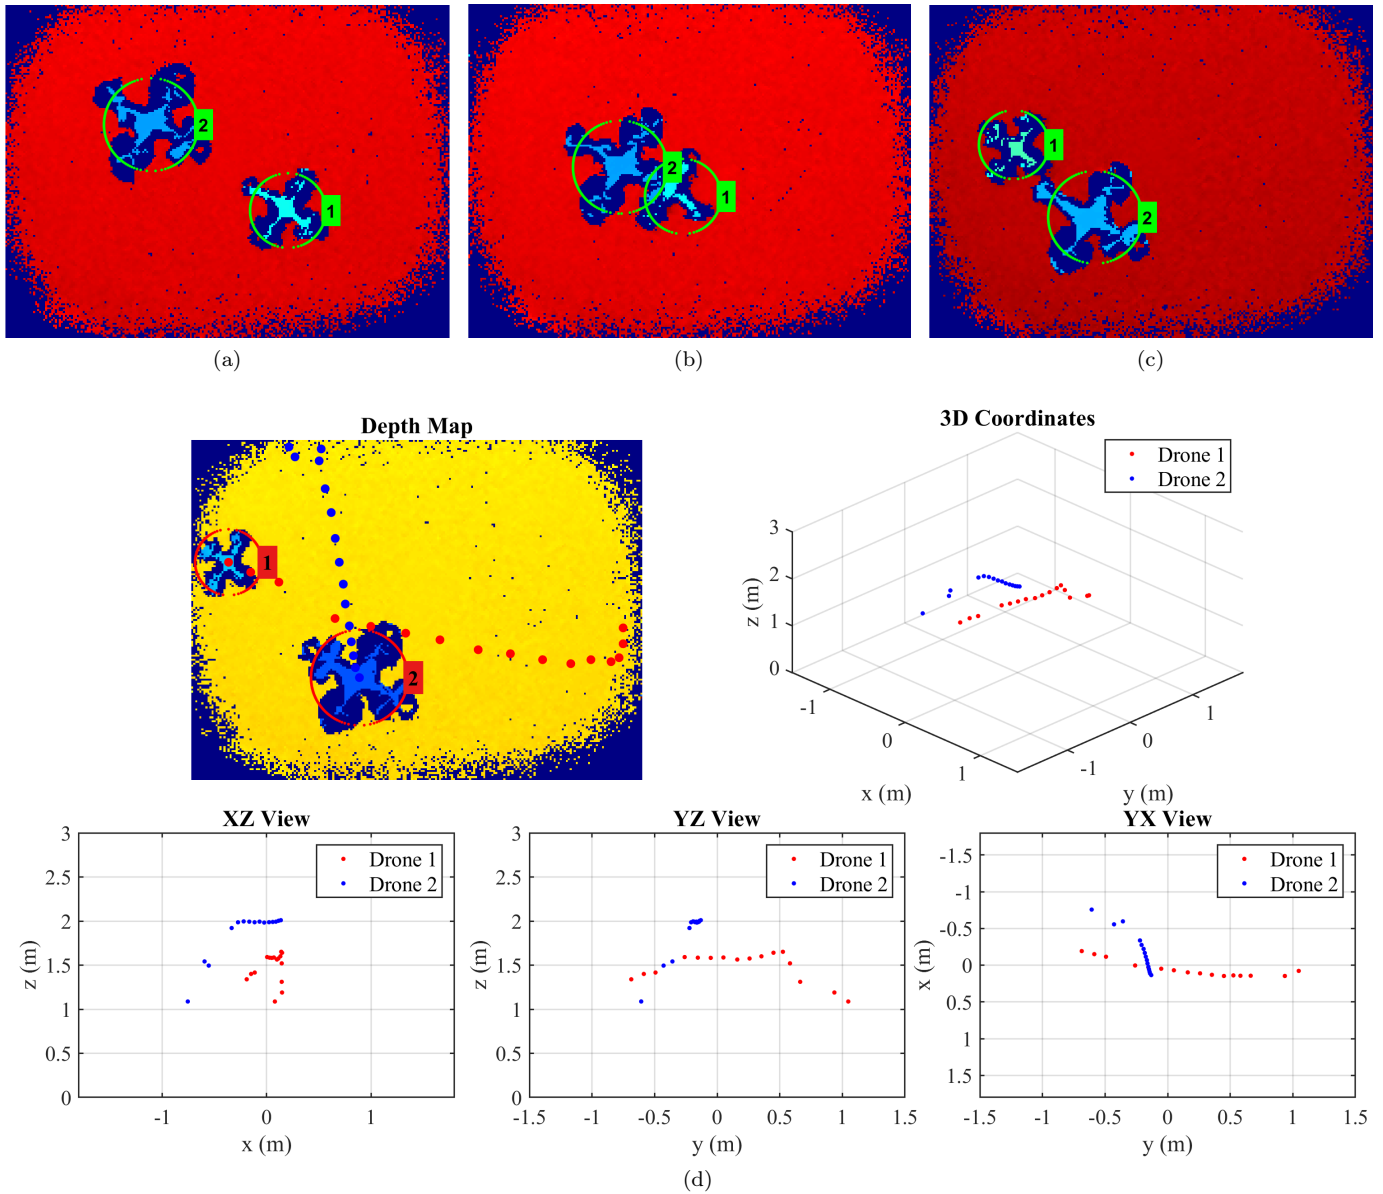 2
1
2
1
1
2
(a)
(b)
(c)
Depth Map
1
2
3D Coordinates
Drone 1
Drone 2
3
2
1
0
z (m)
-1
0
1
x (m)
-1
0
1
y (m)
XZ View
Drone 1
Drone 2
3
2.5
2
1.5
1
0.5
0
z (m)
-1
0
1
x (m)
YZ View
Drone 1
Drone 2
3
2.5
2
1.5
1
0.5
0
z (m)
-1.5
-1
-0.5
0
0.5
1
1.5
y (m)
YX View
Drone 1
Drone 2
-1.5
-1
-0.5
0
0.5
1
1.5
x (m)
-1.5
-1
-0.5
0
0.5
1
1.5
y (m)
(d)